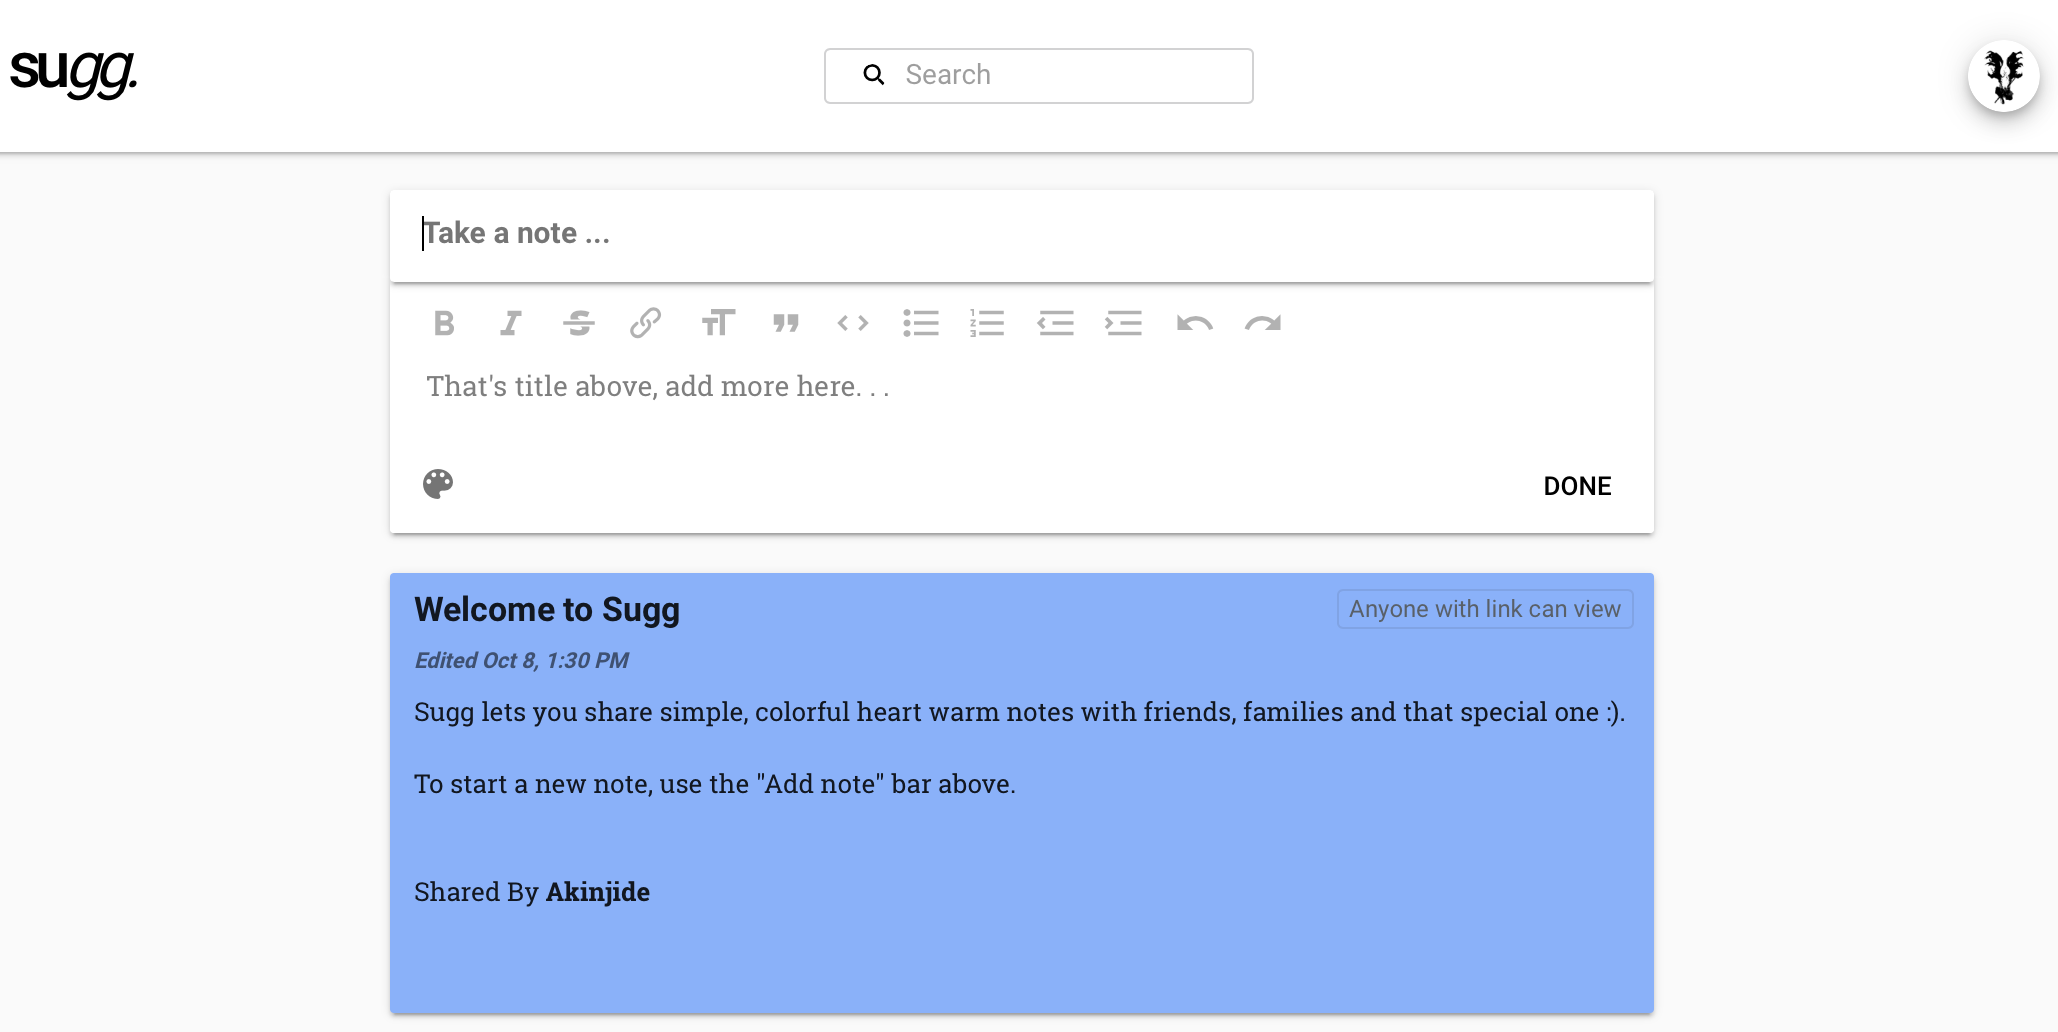 sugg.
Search
Take a note ...
That's title above, add more here. . .
DONE
Welcome to Sugg
Anyone with link can view
Edited Oct 8, 1:30 PM
Sugg lets you share simple, colorful heart warm notes with friends, families and that special one :).
To start a new note, use the "Add note" bar above.
Shared By Akinjide